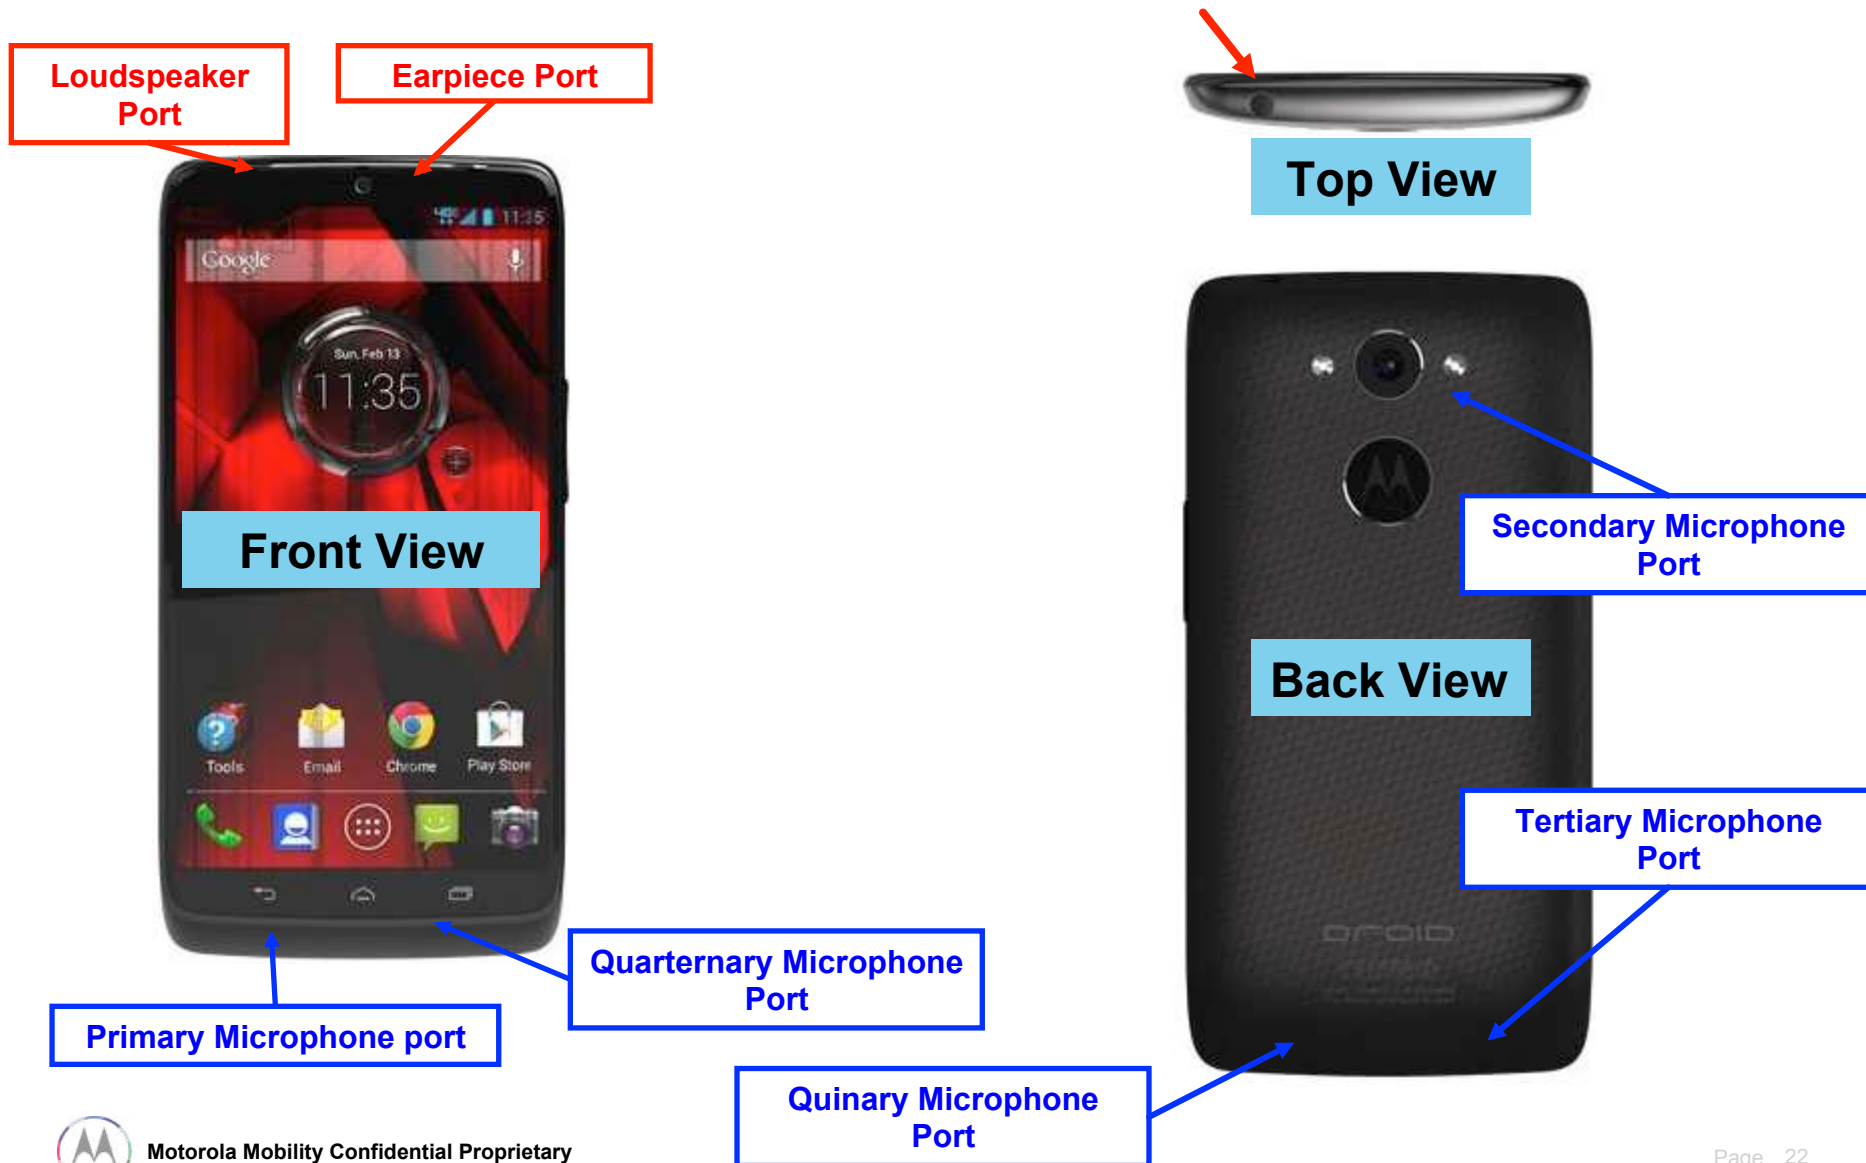 Loudspeaker
Port
Earpiece Port
Top View
11:35
Google
Sun, Feb 13
11:35
Front View
Tools
Email
Chrome
Play Store
Secondary Microphone
Port
Back View
Tertiary Microphone
Port
DROID
Quarternary Microphone
Port
Primary Microphone port
Quinary Microphone
Port
Motorola Mobility Confidential Proprietary
Page 22